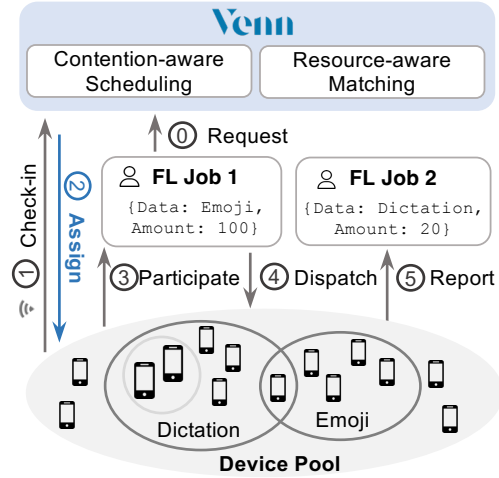 Venn
Contention-aware
Scheduling
Resource-aware
Matching
0 Request
1 Check-in
2 Assign
FL Job 1
{Data: Emoji,
Amount: 100}
FL Job 2
{Data: Dictation,
Amount: 20}
3 Participate
4 Dispatch
5 Report
Dictation
Emoji
Device Pool